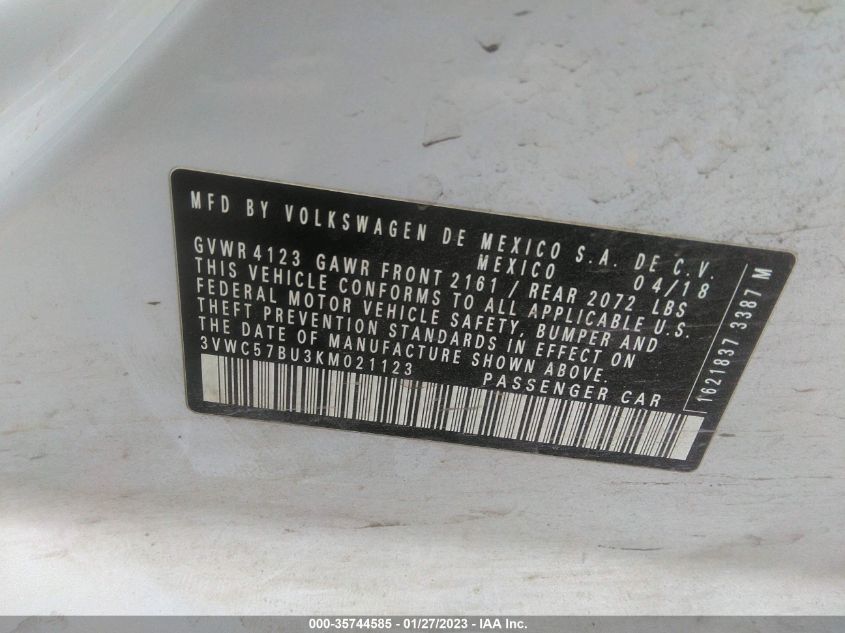 MFD BY VOLKSWAGEN DE MEXICO S.A. DE C.V.
MEXICO 04/18
GVWR 4123 GAWR FRONT 2161 / REAR 2072 LBS
THIS VEHICLE CONFORMS TO ALL APPLICABLE U.S.
FEDERAL MOTOR VEHICLE SAFETY, BUMPER AND
THEFT PREVENTION STANDARDS IN EFFECT ON
THE DATE OF MANUFACTURE SHOWN ABOVE.
3VWC57BU3KM021123 PASSENGER CAR
1621837 3387 M
000-35744585 - 01/27/2023 - IAA Inc.